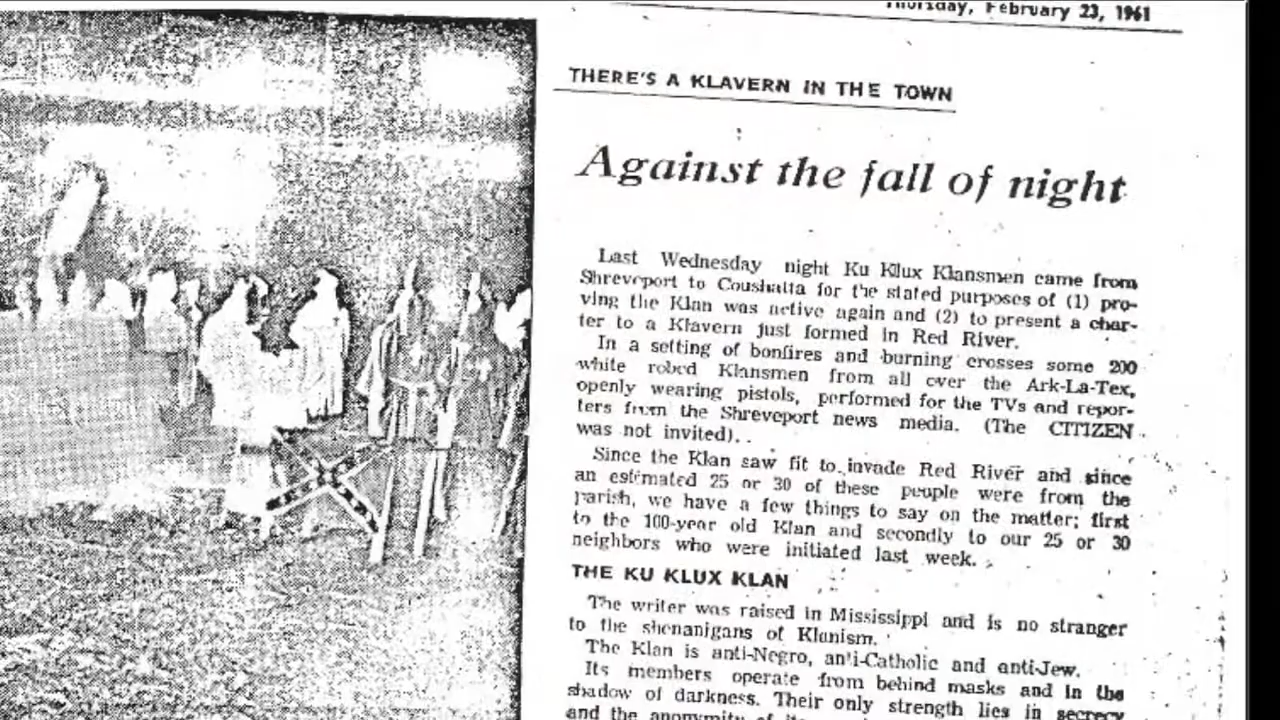 Thursday, February 23, 1961
THERE'S A KLAVERN IN THE TOWN
Against the fall of night
Last Wednesday night Ku Klux Klansmen came from
Shreveport to Coushatta for the stated purposes of (1) pro-
ving the Klan was active again and (2) to present a char-
ter to a Klavern just formed in Red River.
In a setting of bonfires and burning crosses some 200
white robed Klansmen from all over the Ark-La-Tex,
openly wearing pistols, performed for the TVs and repor-
ters from the Shreveport news media. (The CITIZEN
was not invited).
Since the Klan saw fit to invade Red River and since
an estimated 25 or 30 of these people were from the
parish, we have a few things to say on the matter; first
to the 100-year old Klan and secondly to our 25 or 30
neighbors who were initiated last week.
THE KU KLUX KLAN
The writer was raised in Mississippi and is no stranger
to the shenanigans of Klanism.
The Klan is anti-Negro, anti-Catholic and anti-Jew.
Its members operate from behind masks and in the
shadow of darkness. Their only strength lies in secrecy
and the anonymity of